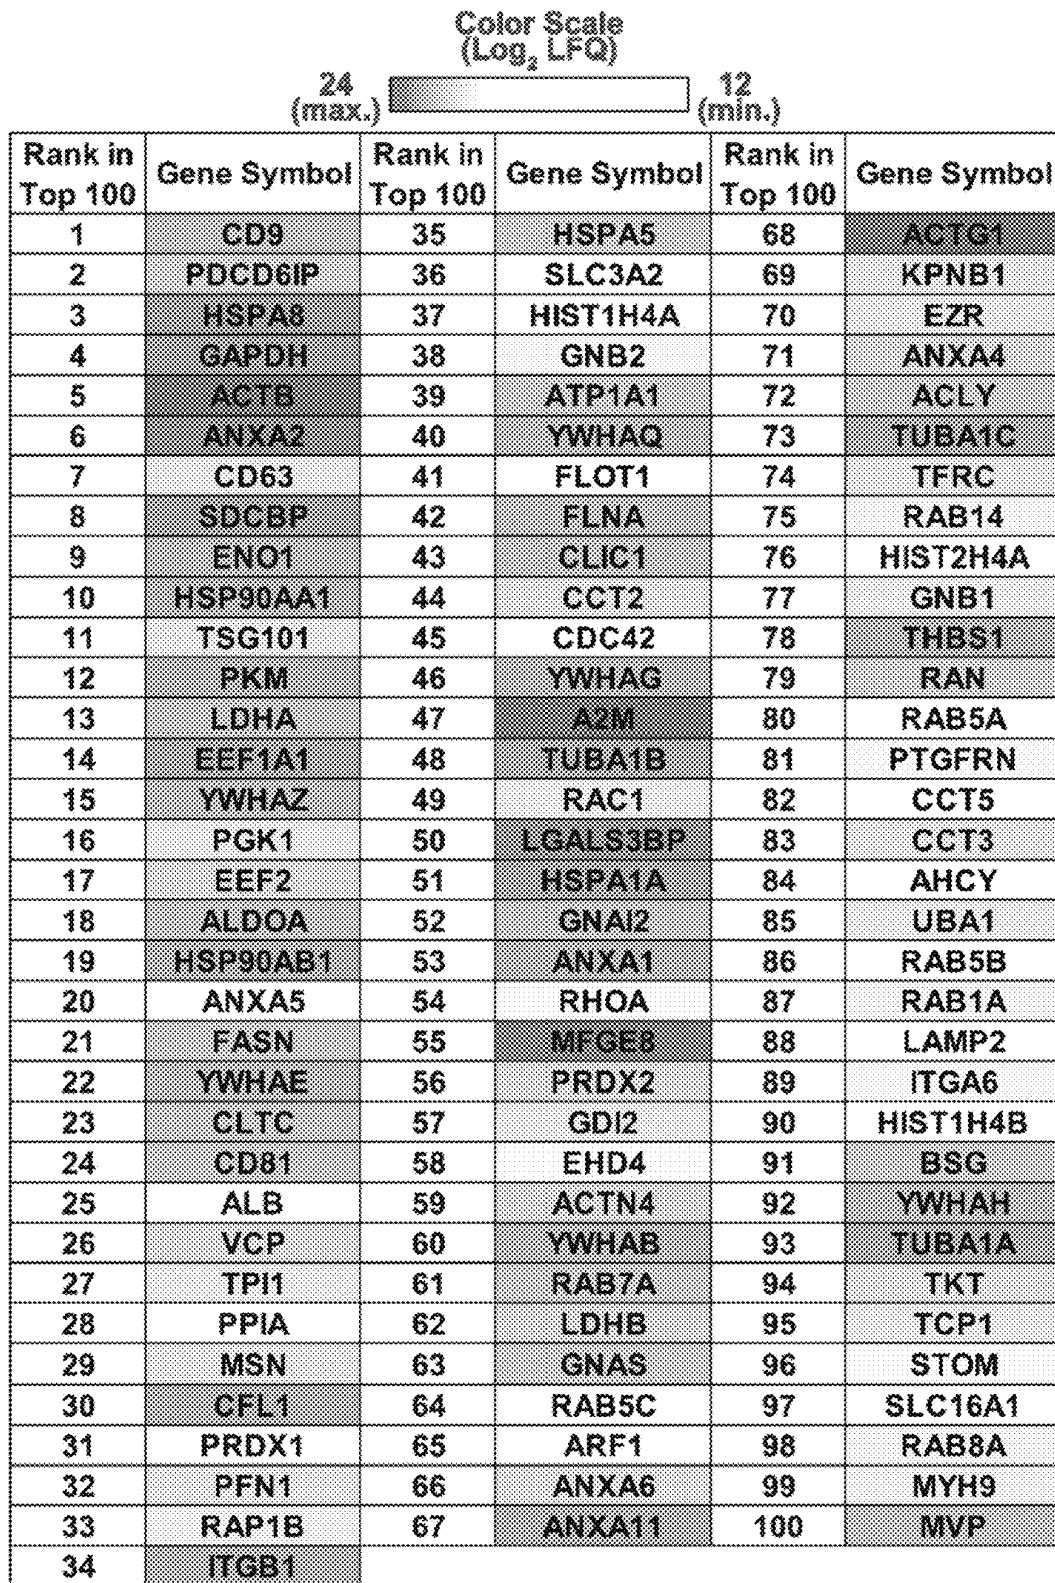 Color Scale
(Log2 LFQ)
24 12
(max.) (min.)
Rank in Top 100 Gene Symbol Rank in Top 100 Gene Symbol Rank in Top 100 Gene Symbol
1 CD9 35 HSPA5 68 ACTG1
2 PDCD6IP 36 SLC3A2 69 KPNB1
3 HSPA8 37 HIST1H4A 70 EZR
4 GAPDH 38 GNB2 71 ANXA4
5 ACTB 39 ATP1A1 72 ACLY
6 ANXA2 40 YWHAQ 73 TUBA1C
7 CD63 41 FLOT1 74 TFRC
8 SDCBP 42 FLNA 75 RAB14
9 ENO1 43 CLIC1 76 HIST2H4A
10 HSP90AA1 44 CCT2 77 GNB1
11 TSG101 45 CDC42 78 THBS1
12 PKM 46 YWHAG 79 RAN
13 LDHA 47 A2M 80 RAB5A
14 EEF1A1 48 TUBA1B 81 PTGFRN
15 YWHAZ 49 RAC1 82 CCT5
16 PGK1 50 LGALS3BP 83 CCT3
17 EEF2 51 HSPA1A 84 AHCY
18 ALDOA 52 GNAI2 85 UBA1
19 HSP90AB1 53 ANXA1 86 RAB5B
20 ANXA5 54 RHOA 87 RAB1A
21 FASN 55 MFGE8 88 LAMP2
22 YWHAE 56 PRDX2 89 ITGA6
23 CLTC 57 GDI2 90 HIST1H4B
24 CD81 58 EHD4 91 BSG
25 ALB 59 ACTN4 92 YWHAH
26 VCP 60 YWHAB 93 TUBA1A
27 TPI1 61 RAB7A 94 TKT
28 PPIA 62 LDHB 95 TCP1
29 MSN 63 GNAS 96 STOM
30 CFL1 64 RAB5C 97 SLC16A1
31 PRDX1 65 ARF1 98 RAB8A
32 PFN1 66 ANXA6 99 MYH9
33 RAP1B 67 ANXA11 100 MVP
34 ITGB1